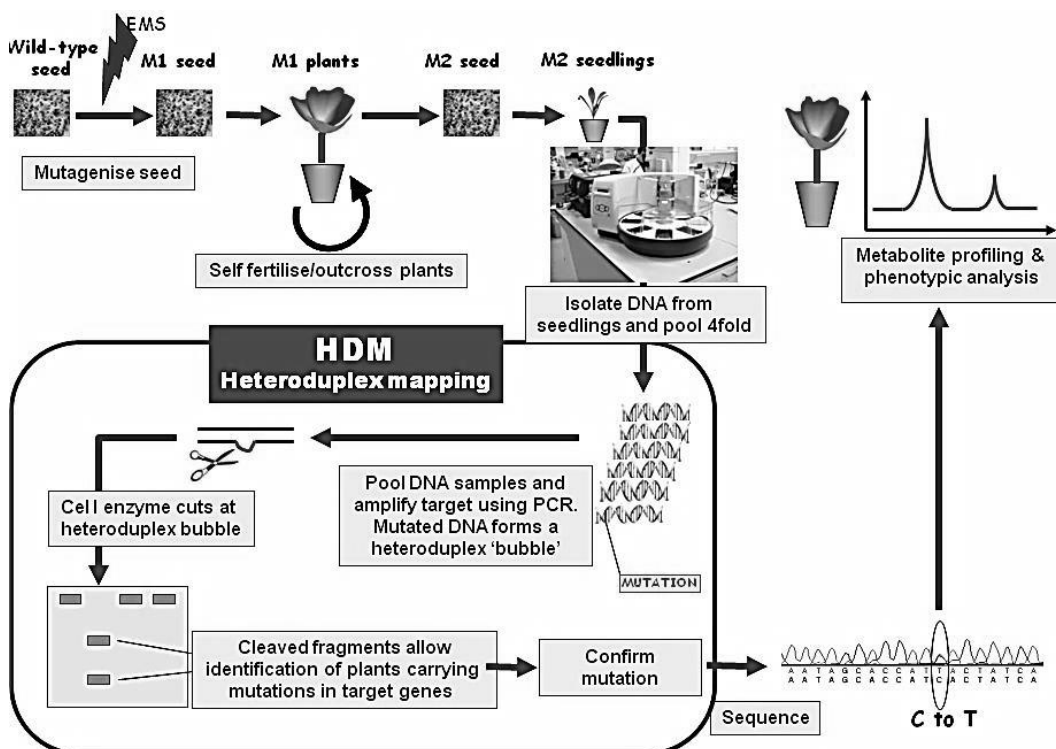 EMS
Wild-type
seed
M1 seed
M1 plants
M2 seed
M2 seedlings
Mutagenise seed
Self fertilise/outcross plants
Isolate DNA from
seedlings and pool 4fold
Metabolite profiling &
phenotypic analysis
HDM
Heteroduplex mapping
Pool DNA samples and
amplify target using PCR.
Mutated DNA forms a
heteroduplex ‘bubble’
MUTATION
Cel I enzyme cuts at
heteroduplex bubble
Cleaved fragments allow
identification of plants carrying
mutations in target genes
Confirm
mutation
Sequence
A A T A G C A C C A T T A C T A T C A
A A T A G C A C C A T C A C T A T C A
C to T